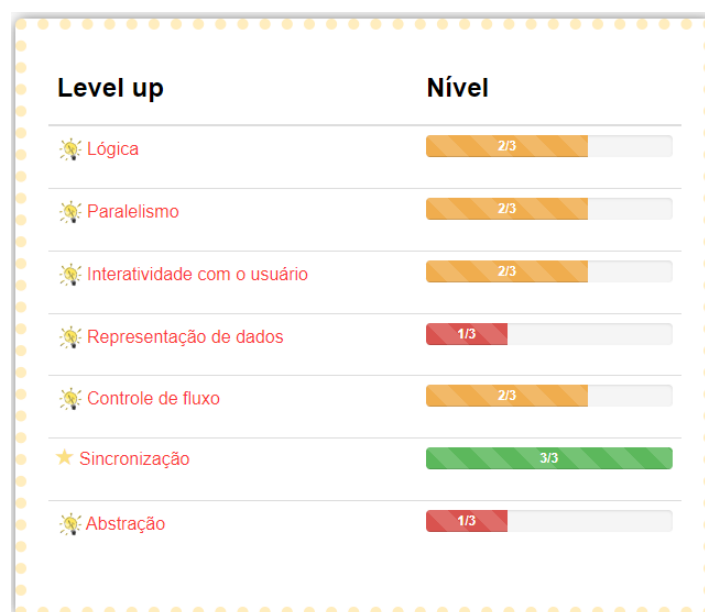 Level up Nível
Lógica 2/3
Paralelismo 2/3
Interatividade com o usuário 2/3
Representação de dados 1/3
Controle de fluxo 2/3
Sincronização 3/3
Abstração 1/3